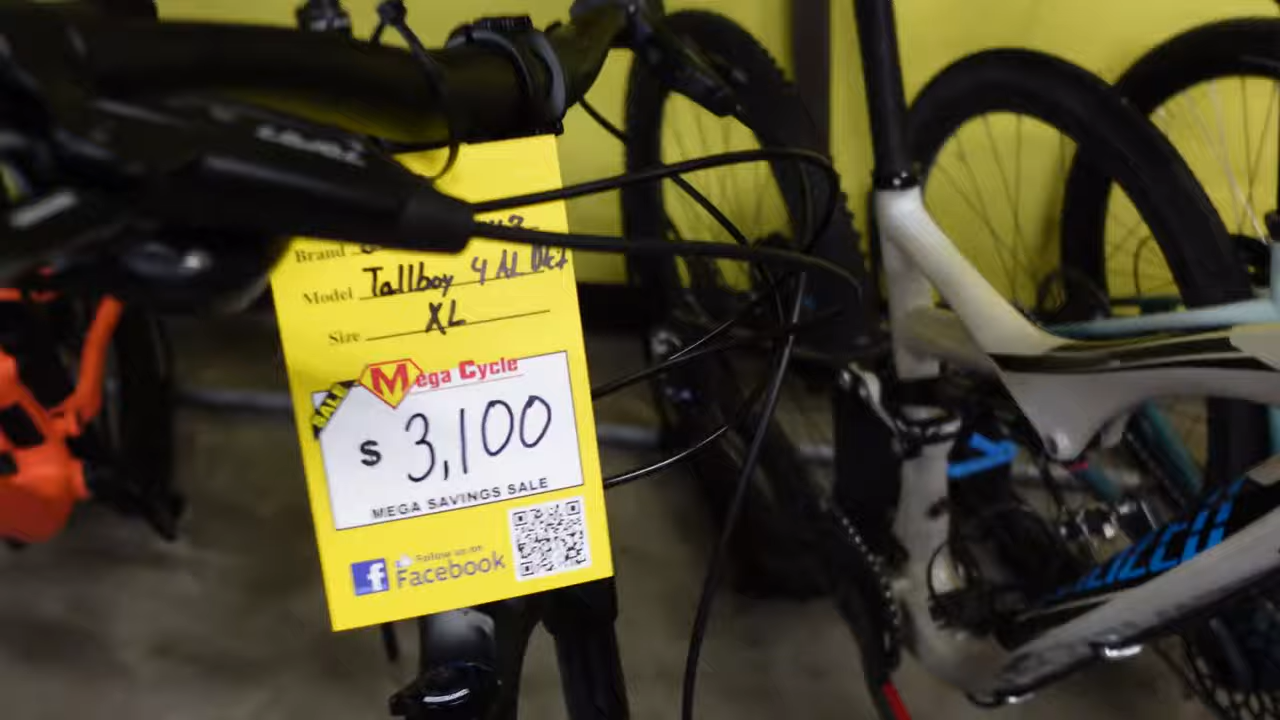 Brand
Model Tallboy 4 AL
Size XL
SALE
Mega Cycle
$ 3,100
MEGA SAVINGS SALE
Follow us on
Facebook